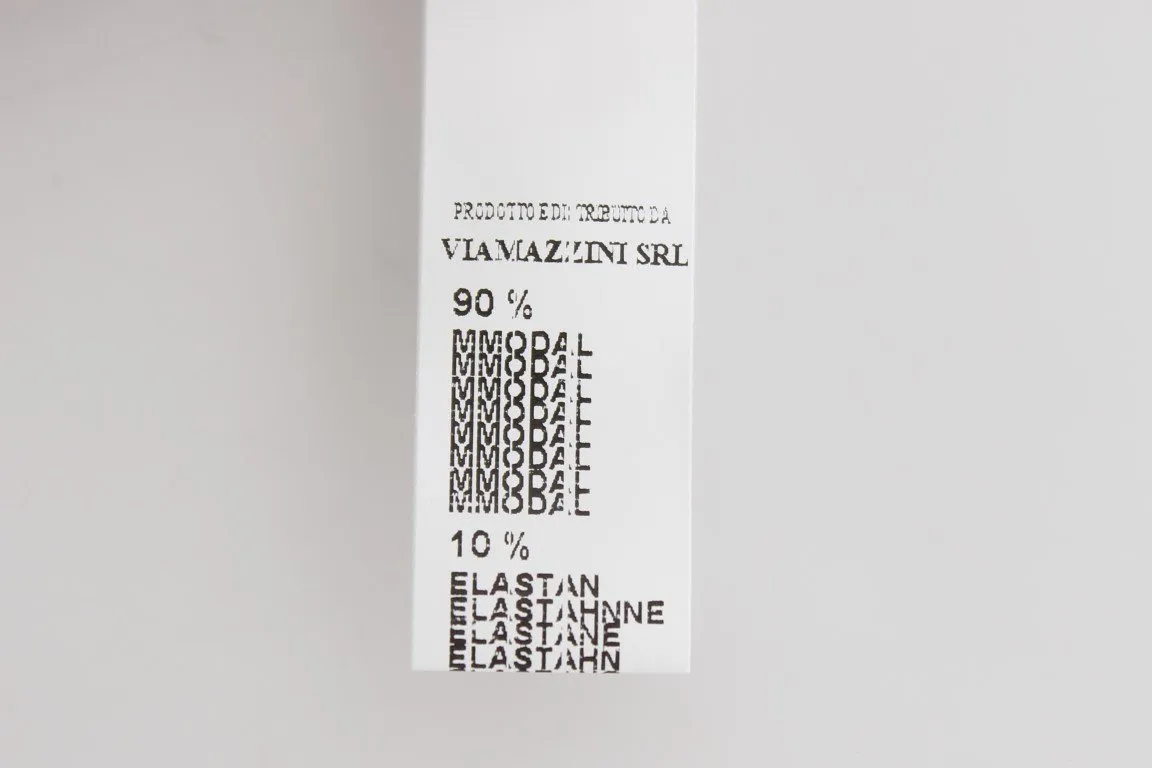 PRODOTTO E DISTRIBUITO DA
VIAMAZZINI SRL
90 %
MMODAL
MMODAL
MMODAL
MMODAL
MMODAL
MMODAL
MMODAL
MMODAL
10 %
ELASTAN
ELASTAHNNE
ELASTANE
ELASTAHN